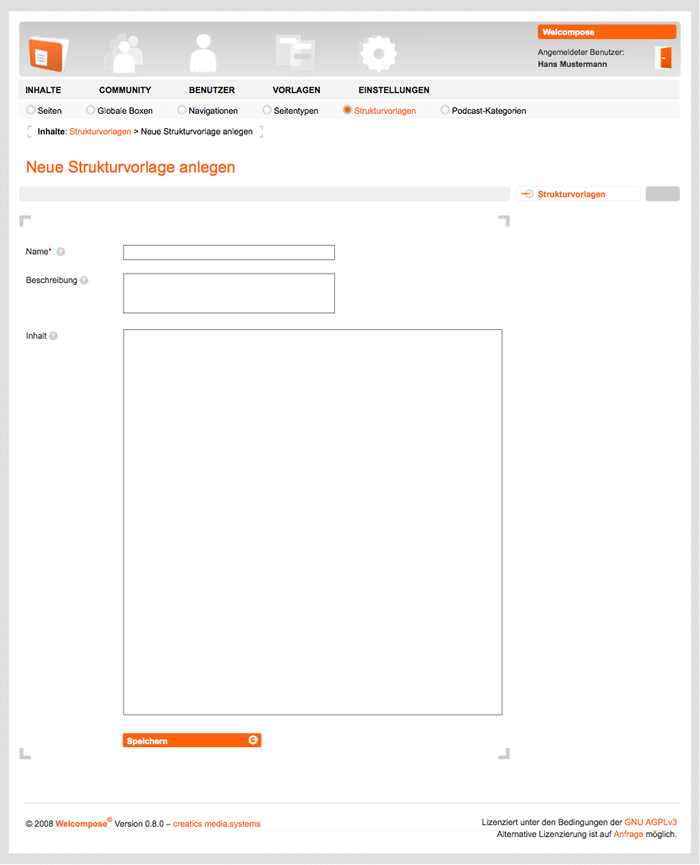 Welcompose
Angemeldeter Benutzer:
Hans Mustermann
INHALTE COMMUNITY BENUTZER VORLAGEN EINSTELLUNGEN
Seiten Globale Boxen Navigationen Seitentypen Strukturvorlagen Podcast-Kategorien
Inhalte: Strukturvorlagen > Neue Strukturvorlage anlegen
Neue Strukturvorlage anlegen
Strukturvorlagen
Name* ?
Beschreibung ?
Inhalt ?
Speichern
© 2008 Welcompose® Version 0.8.0 – creatics media.systems
Lizenziert unter den Bedingungen der GNU AGPLv3
Alternative Lizenzierung ist auf Anfrage möglich.